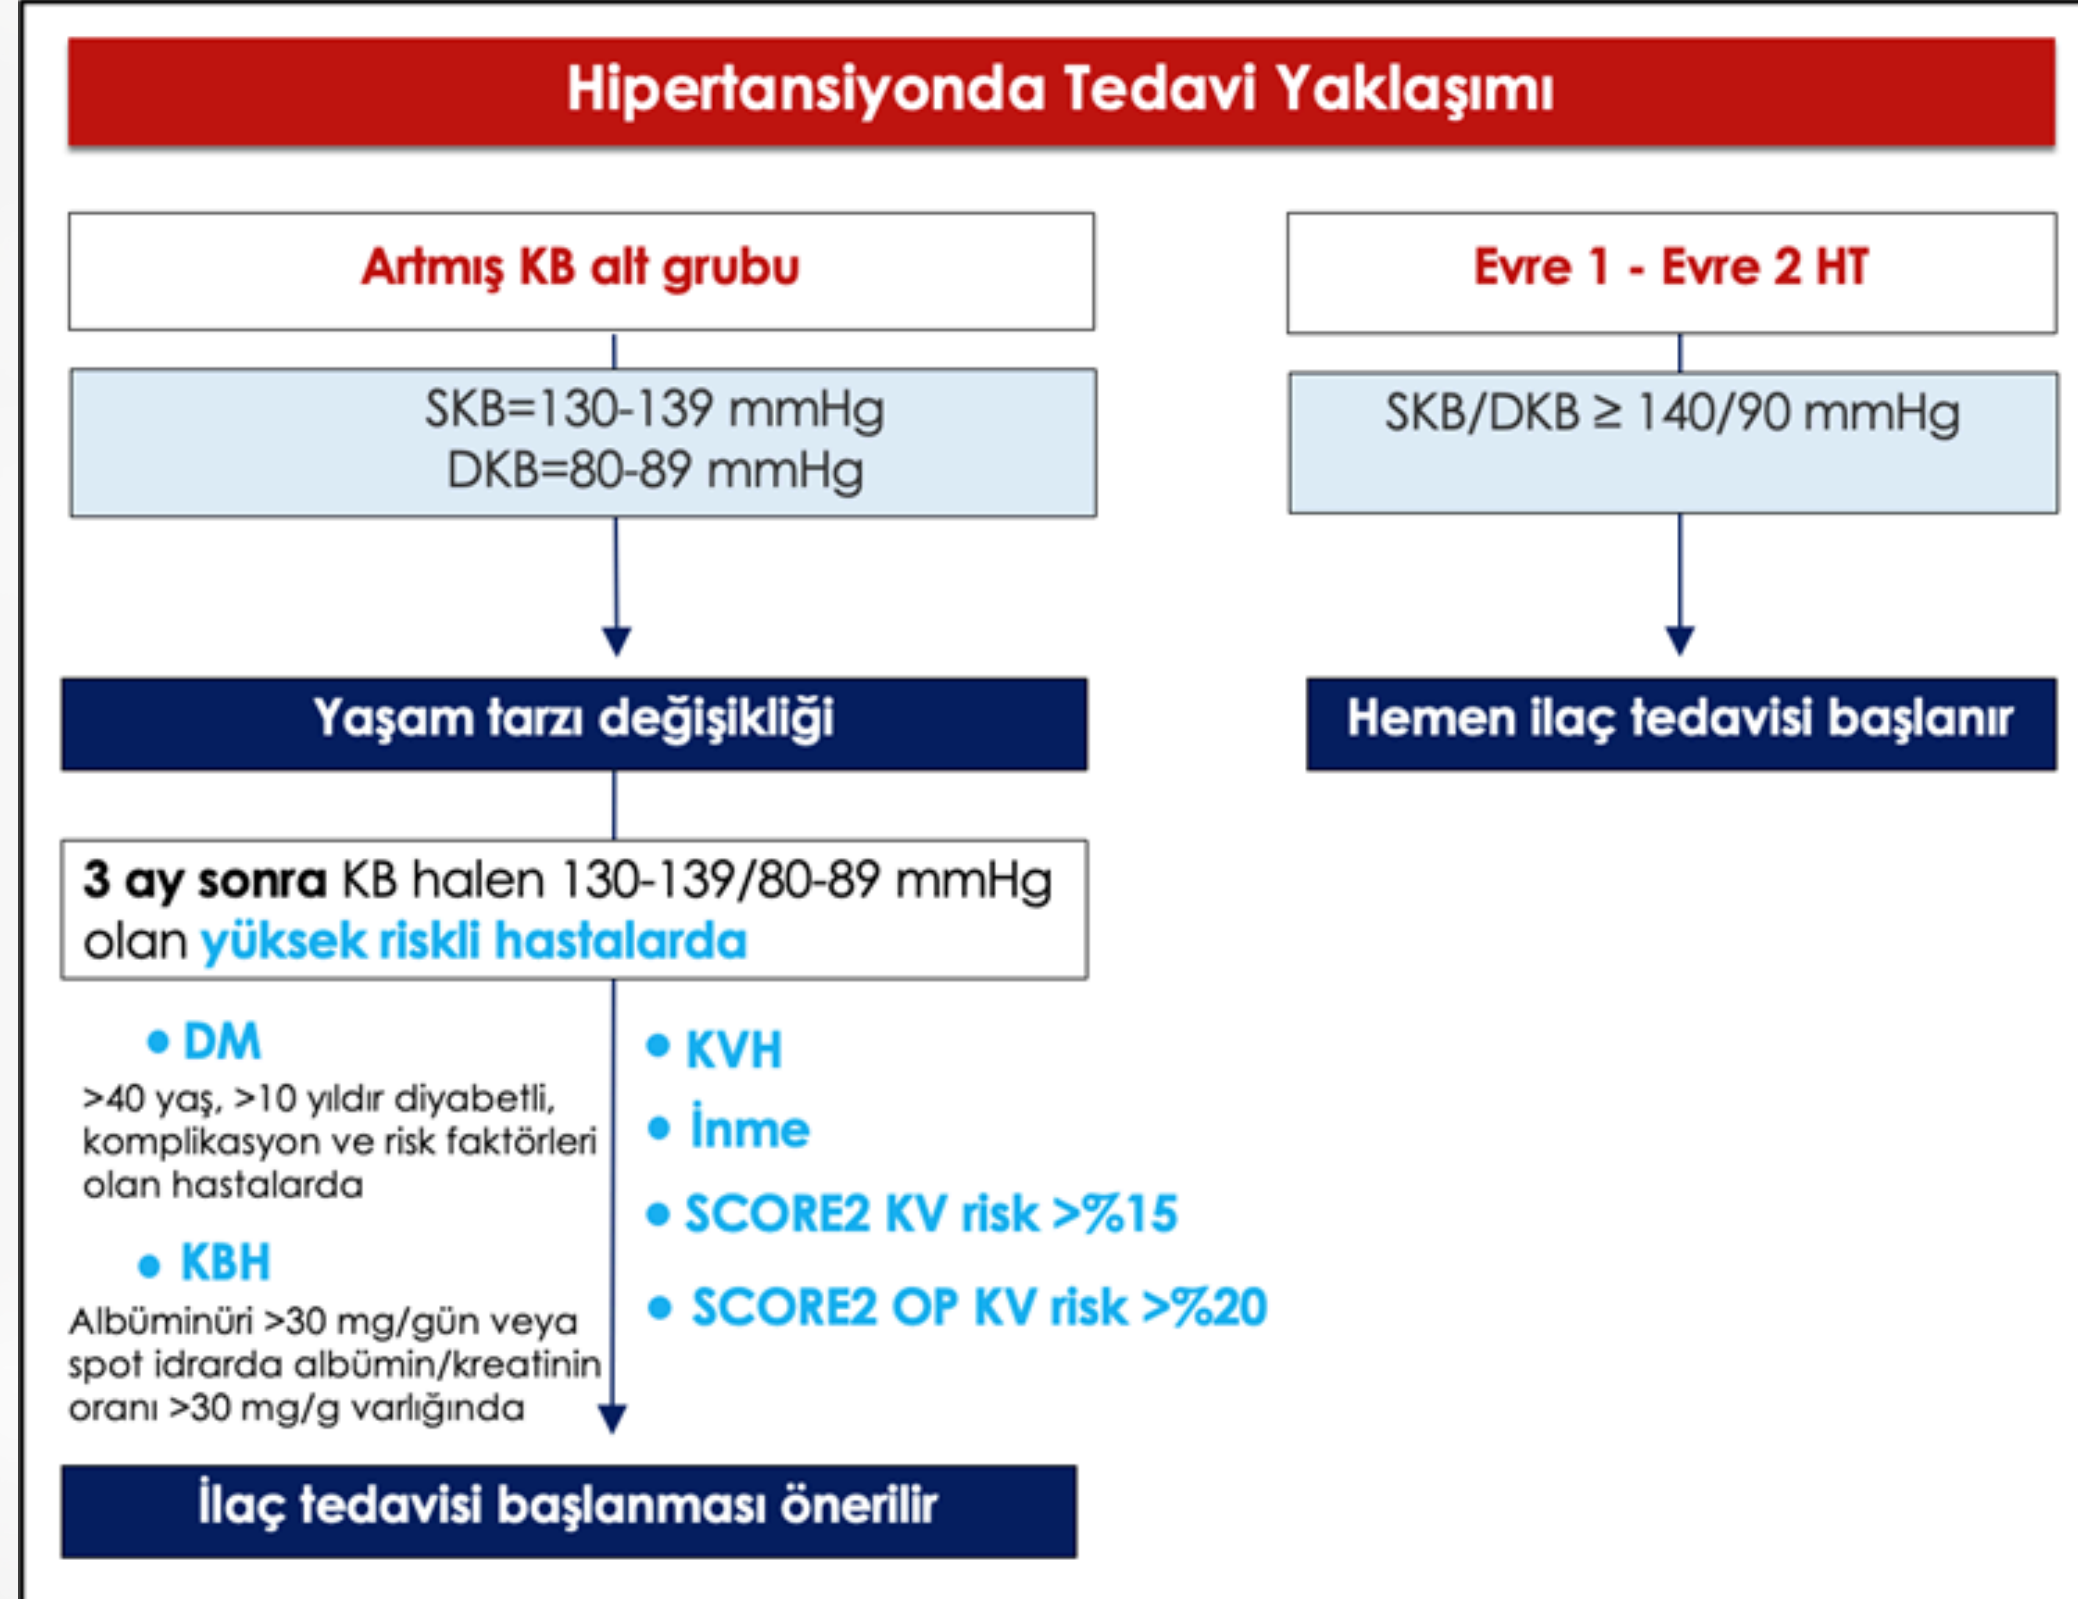 Hipertansiyonda Tedavi Yaklaşımı
Artmış KB alt grubu
SKB=130-139 mmHg
DKB=80-89 mmHg
Yaşam tarzı değişikliği
3 ay sonra KB halen 130-139/80-89 mmHg
olan yüksek riskli hastalarda
• DM
>40 yaş, >10 yıldır diyabetli,
komplikasyon ve risk faktörleri
olan hastalarda
• KBH
Albüminüri >30 mg/gün veya
spot idrarda albümin/kreatinin
oranı >30 mg/g varlığında
• KVH
• İnme
• SCORE2 KV risk >%15
• SCORE2 OP KV risk >%20
İlaç tedavisi başlanması önerilir
Evre 1 - Evre 2 HT
SKB/DKB ≥ 140/90 mmHg
Hemen ilaç tedavisi başlanır